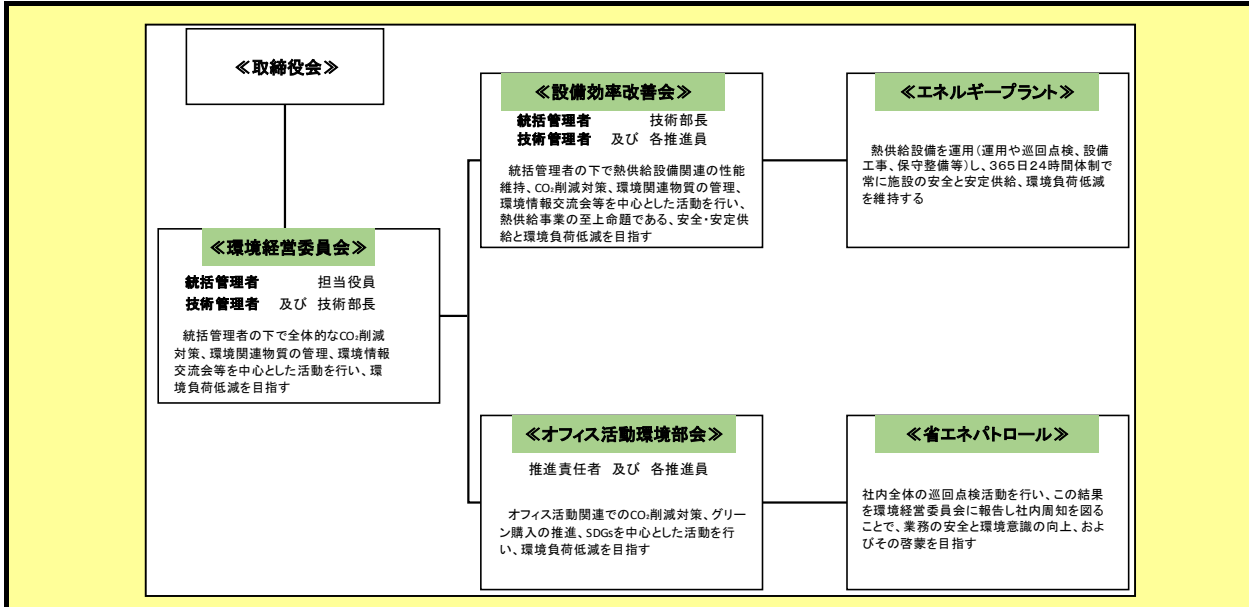 ≪取締役会≫
≪環境経営委員会≫
統括管理者 担当役員
技術管理者 及び 技術部長
統括管理者の下で全体的なCO₂削減
対策、環境関連物質の管理、環境情報
交流会等を中心とした活動を行い、環
境負荷低減を目指す
≪設備効率改善会≫
統括管理者 技術部長
技術管理者 及び 各推進員
統括管理者の下で熱供給設備関連の性能
維持、CO₂削減対策、環境関連物質の管理、
環境情報交流会等を中心とした活動を行い、
熱供給事業の至上命題である、安全・安定供
給と環境負荷低減を目指す
≪エネルギープラント≫
熱供給設備を運用(運用や巡回点検、設備
工事、保守整備等)し、365日24時間体制で
常に施設の安全と安定供給、環境負荷低減
を維持する
≪オフィス活動環境部会≫
推進責任者 及び 各推進員
オフィス活動関連でのCO₂削減対策、グリー
ン購入の推進、SDGsを中心とした活動を行
い、環境負荷低減を目指す
≪省エネパトロール≫
社内全体の巡回点検活動を行い、この結果
を環境経営委員会に報告し社内周知を図る
ことで、業務の安全と環境意識の向上、およ
びその啓蒙を目指す